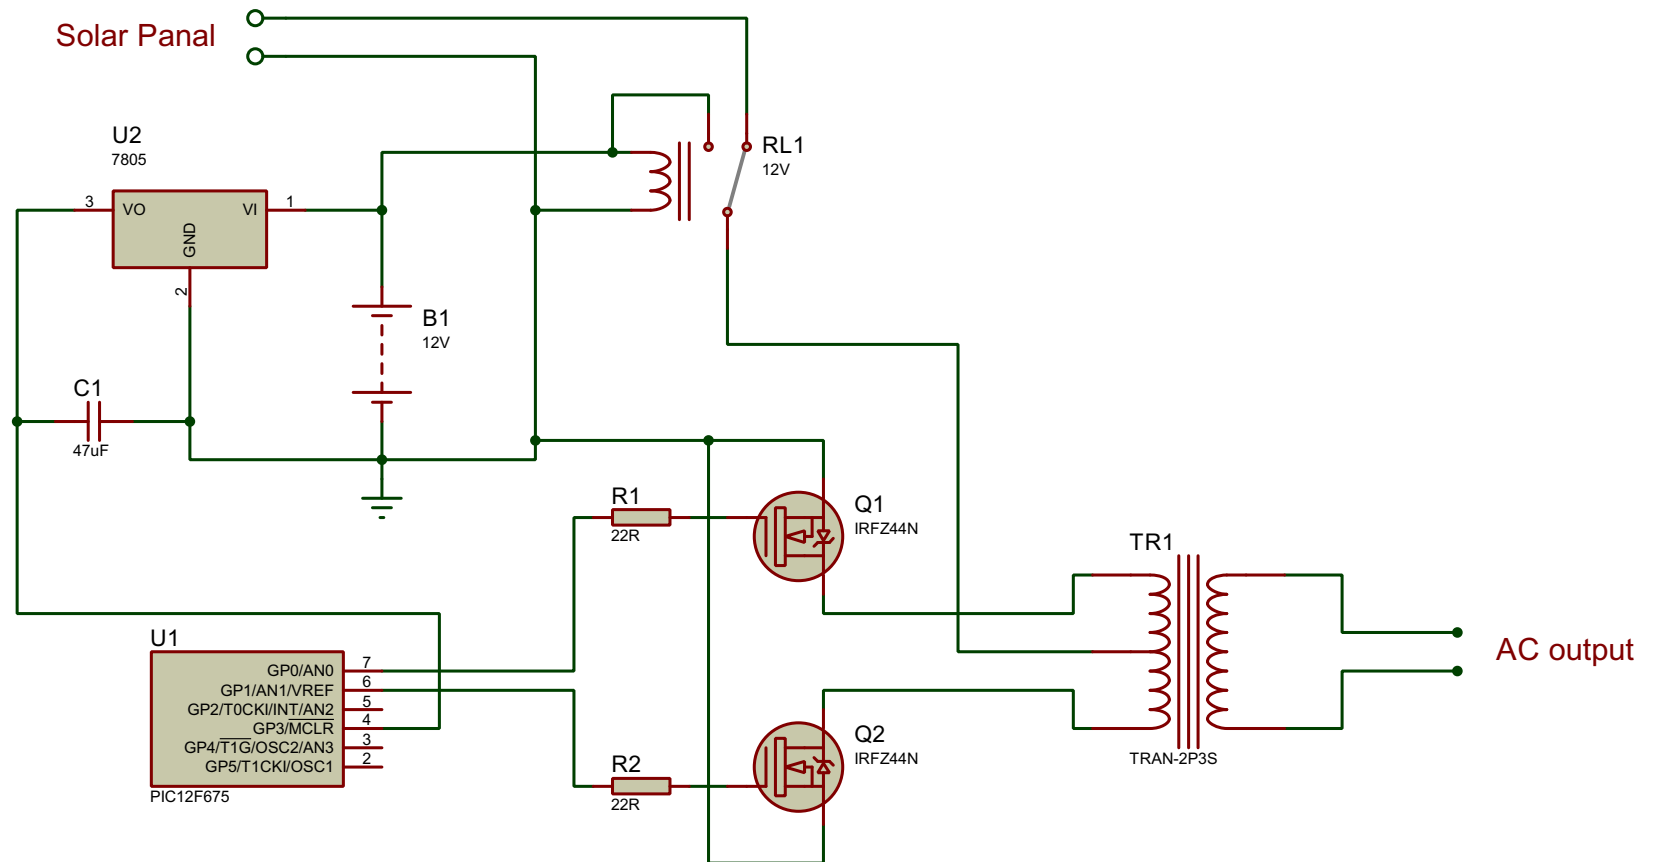 Solar Panal
U2
7805
3
VO
VI
1
GND
2
RL1
12V
B1
12V
C1
47uF
R1
22R
Q1
IRFZ44N
TR1
TRAN-2P3S
AC output
U1
GP0/AN0
7
GP1/AN1/VREF
6
GP2/T0CKI/INT/AN2
5
GP3/MCLR
4
GP4/T1G/OSC2/AN3
3
GP5/T1CKI/OSC1
2
PIC12F675
R2
22R
Q2
IRFZ44N